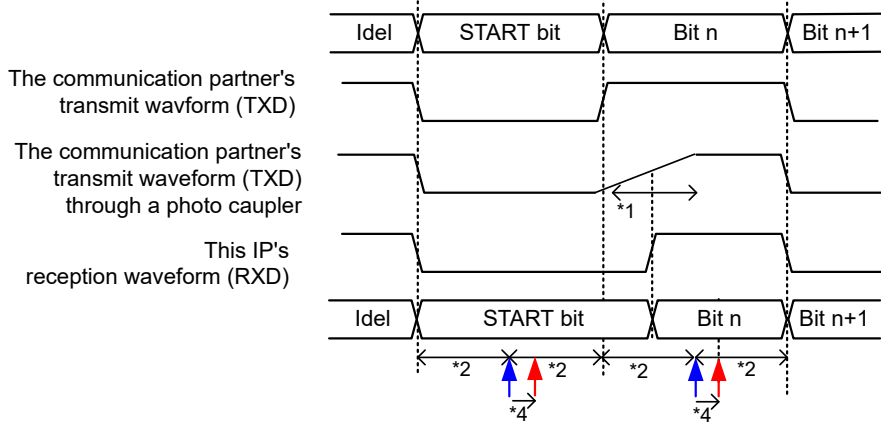 Idel START bit Bit n Bit n+1
The communication partner's
transmit wavform (TXD)
The communication partner's
transmit waveform (TXD)
through a photo caupler
*1
This IP's
reception waveform (RXD)
Idel START bit Bit n Bit n+1
*2 *2 *2 *2
*4 *4